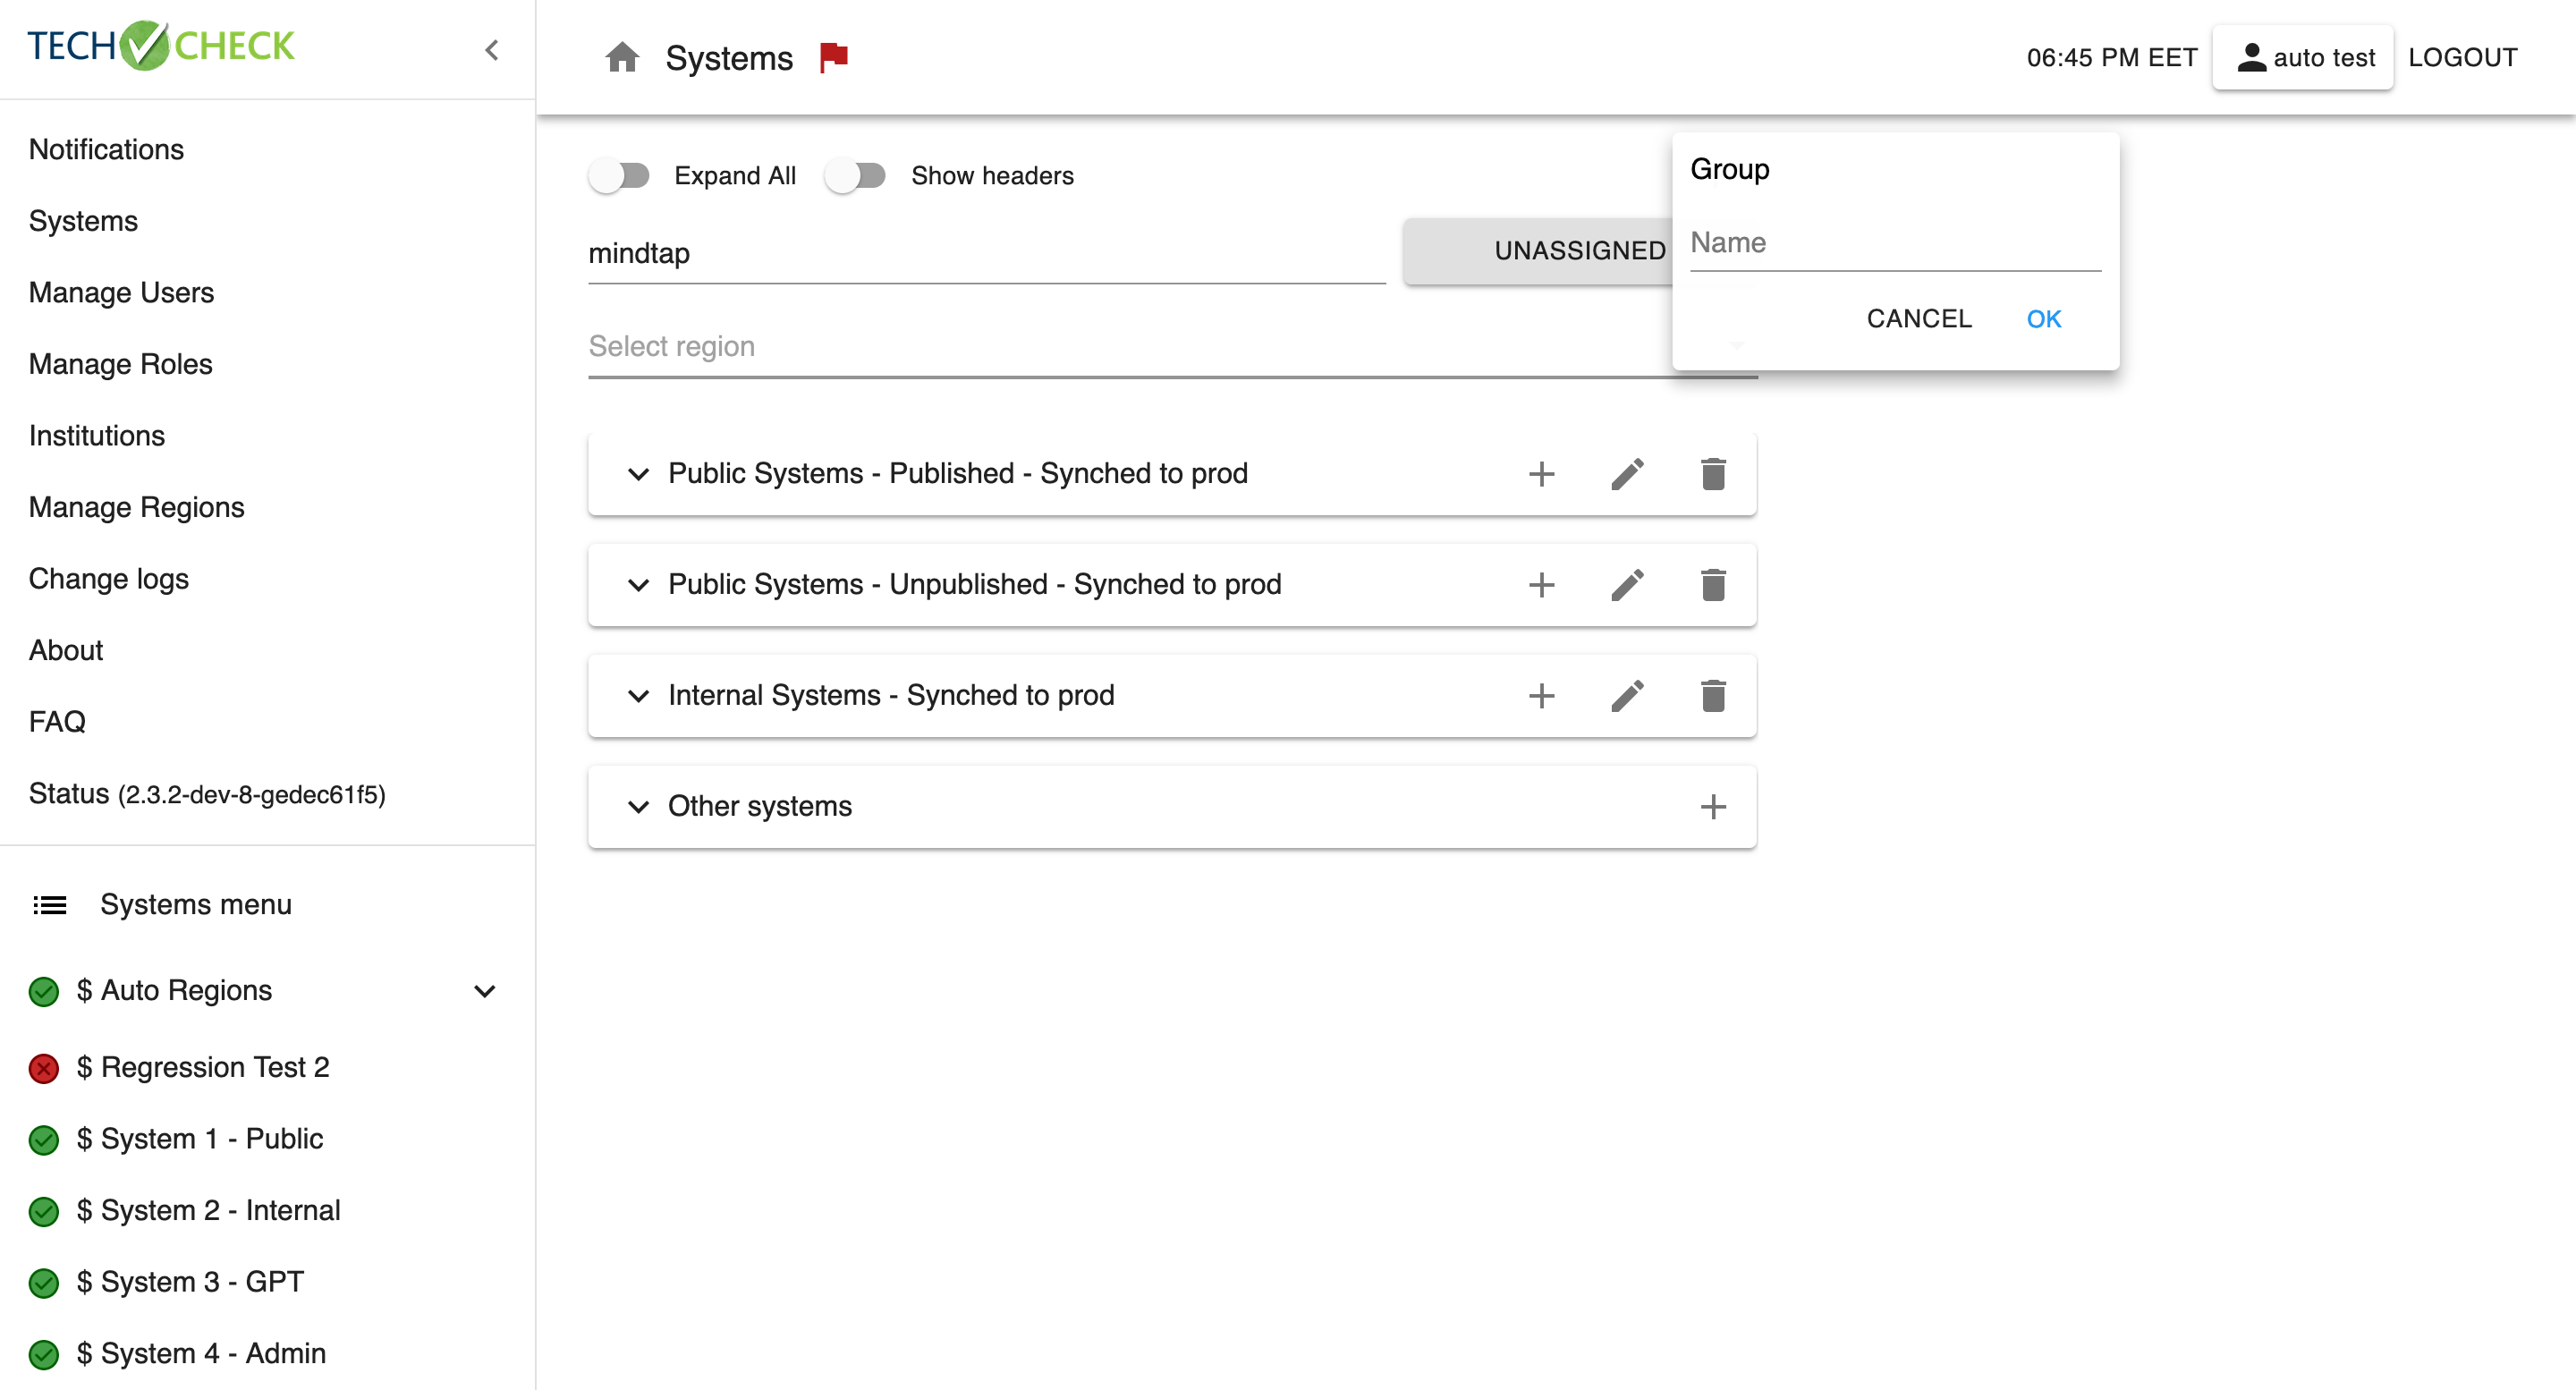 TECH CHECK
Notifications
Systems
Manage Users
Manage Roles
Institutions
Manage Regions
Change logs
About
FAQ
Status (2.3.2-dev-8-gedec61f5)
Systems menu
$ Auto Regions
$ Regression Test 2
$ System 1 - Public
$ System 2 - Internal
$ System 3 - GPT
$ System 4 - Admin
Systems
06:45 PM EET
auto test
LOGOUT
Expand All
Show headers
mindtap
UNASSIGNED
Select region
Group
Name
CANCEL
OK
Public Systems - Published - Synched to prod
Public Systems - Unpublished - Synched to prod
Internal Systems - Synched to prod
Other systems